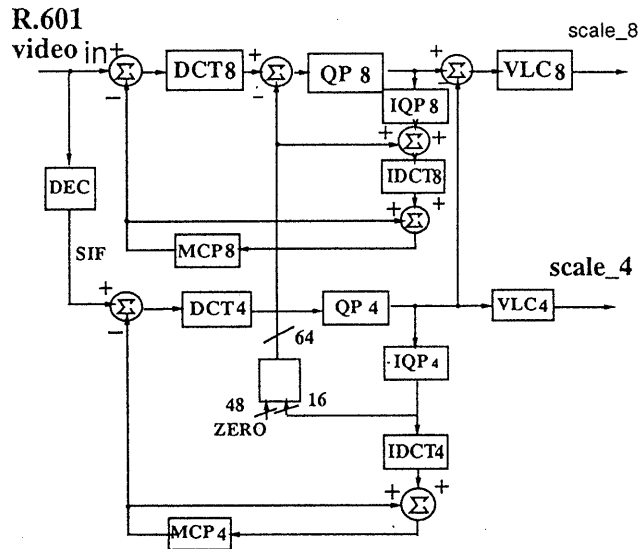 R.601
video in
scale_8
+
Σ
DCT8
+
Σ
QP 8
+
Σ
VLC8
−
−
−
IQP8
+
Σ
+
DEC
IDCT8
+
Σ
+
MCP8
SIF
scale_4
+
Σ
DCT4
QP 4
VLC4
−
64
IQP4
48
16
ZERO
IDCT4
+
Σ
+
MCP4